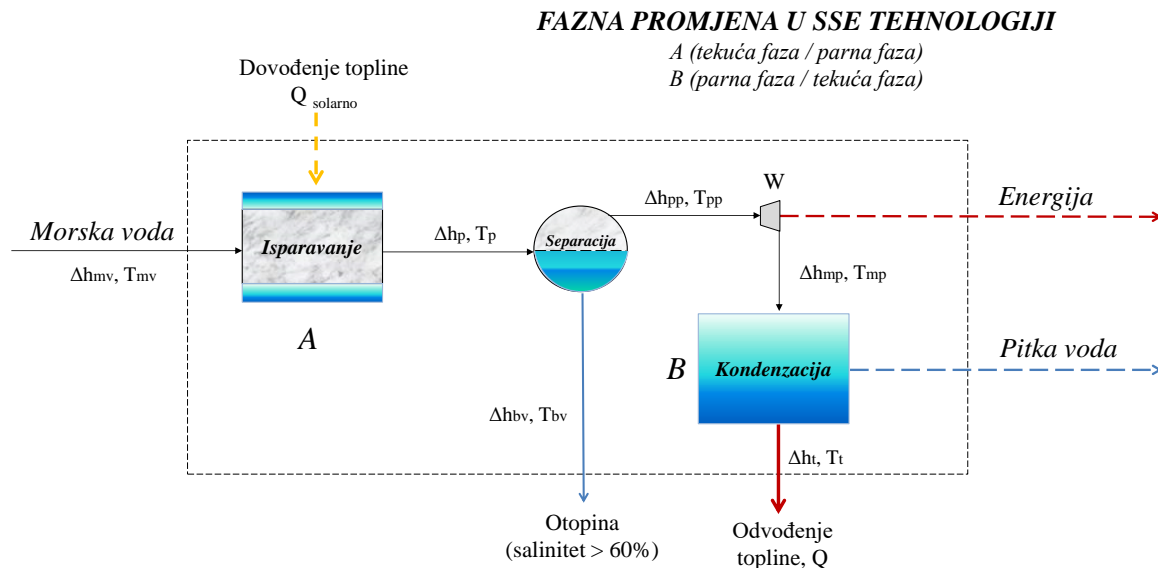 FAZNA PROMJENA U SSE TEHNOLOGIJI
A (tekuća faza / parna faza)
B (parna faza / tekuća faza)
Dovođenje topline
Q solarno
W
Δhpp, Tpp
Energija
Morska voda
Isparavanje
Δhp, Tp
Separacija
Δhmv, Tmv
Δhmp, Tmp
A
B
Kondenzacija
Pitka voda
Δhbv, Tbv
Δht, Tt
Otopina
(salinitet > 60%)
Odvođenje
topline, Q